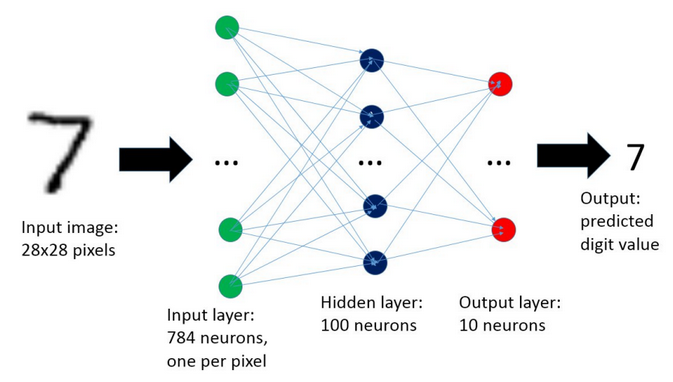 7
Input image:
28x28 pixels
...
...
...
Input layer:
784 neurons,
one per pixel
Hidden layer:
100 neurons
Output layer:
10 neurons
7
Output:
predicted
digit value